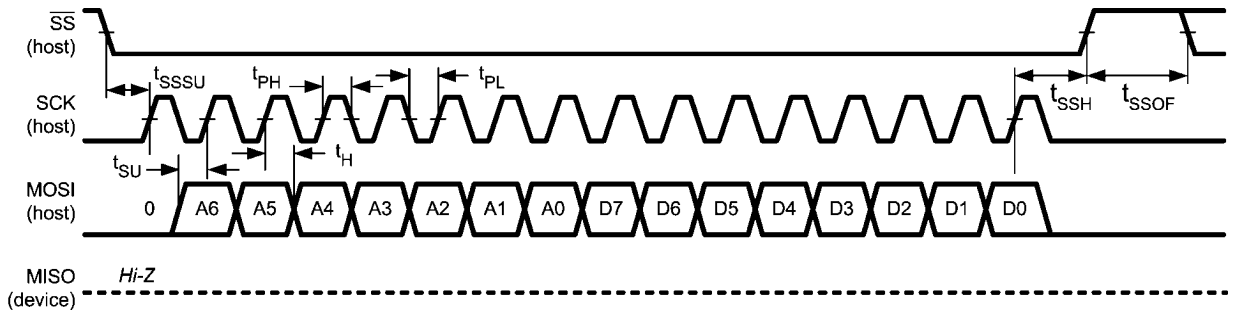 SS
(host)
tSSSU
tPH
tPL
tSSH
tSSOF
SCK
(host)
tSU
tH
MOSI
(host)
0 A6 A5 A4 A3 A2 A1 A0 D7 D6 D5 D4 D3 D2 D1 D0
MISO
(device)
Hi-Z